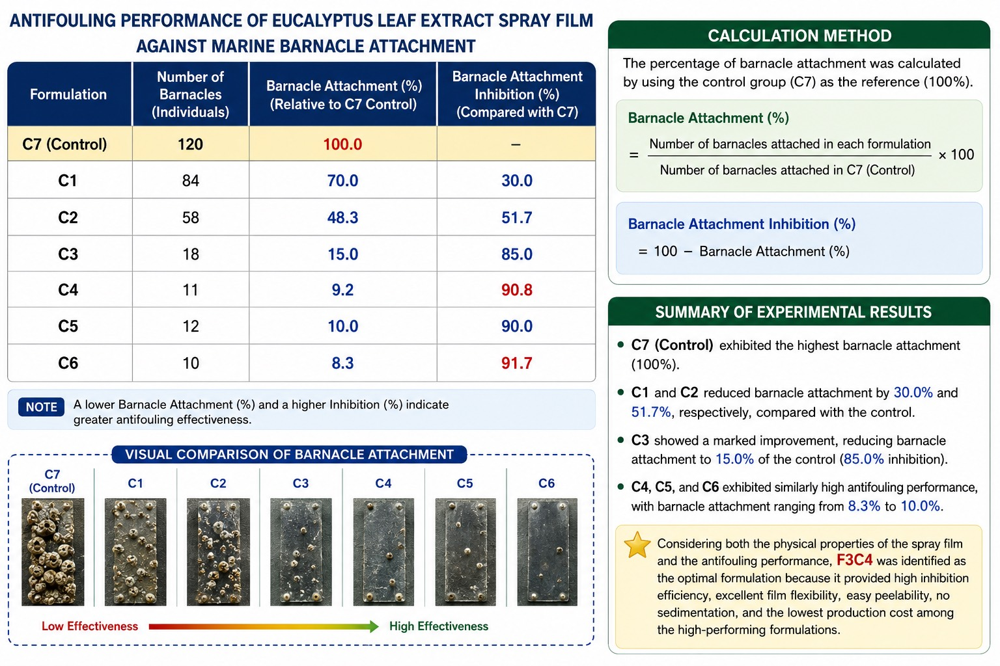 ANTIFOULING PERFORMANCE OF EUCALYPTUS LEAF EXTRACT SPRAY FILM
AGAINST MARINE BARNACLE ATTACHMENT
Formulation
Number of
Barnacles
(Individuals)
Barnacle Attachment (%)
(Relative to C7 Control)
Barnacle Attachment
Inhibition (%)
(Compared with C7)
C7 (Control) 120 100.0 –
C1 84 70.0 30.0
C2 58 48.3 51.7
C3 18 15.0 85.0
C4 11 9.2 90.8
C5 12 10.0 90.0
C6 10 8.3 91.7
NOTE
A lower Barnacle Attachment (%) and a higher Inhibition (%) indicate
greater antifouling effectiveness.
VISUAL COMPARISON OF BARNACLE ATTACHMENT
C7
(Control)
C1 C2 C3 C4 C5 C6
Low Effectiveness High Effectiveness
CALCULATION METHOD
The percentage of barnacle attachment was calculated
by using the control group (C7) as the reference (100%).
Barnacle Attachment (%)
Number of barnacles attached in each formulation
= × 100
Number of barnacles attached in C7 (Control)
Barnacle Attachment Inhibition (%)
= 100 – Barnacle Attachment (%)
SUMMARY OF EXPERIMENTAL RESULTS
• C7 (Control) exhibited the highest barnacle attachment
(100%).
• C1 and C2 reduced barnacle attachment by 30.0% and
51.7%, respectively, compared with the control.
• C3 showed a marked improvement, reducing barnacle
attachment to 15.0% of the control (85.0% inhibition).
• C4, C5, and C6 exhibited similarly high antifouling performance,
with barnacle attachment ranging from 8.3% to 10.0%.
Considering both the physical properties of the spray film
and the antifouling performance, F3C4 was identified as
the optimal formulation because it provided high inhibition
efficiency, excellent film flexibility, easy peelability, no
sedimentation, and the lowest production cost among
the high-performing formulations.